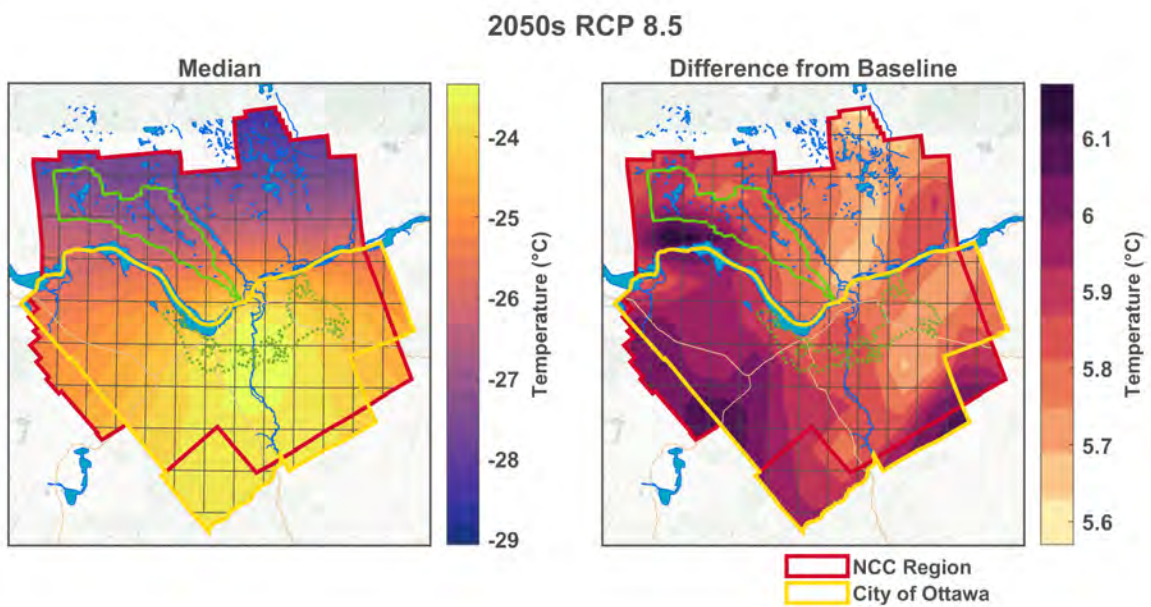 2050s RCP 8.5
Median
Difference from Baseline
-24
-25
-26
-27
-28
-29
Temperature (°C)
6.1
6
5.9
5.8
5.7
5.6
Temperature (°C)
NCC Region
City of Ottawa